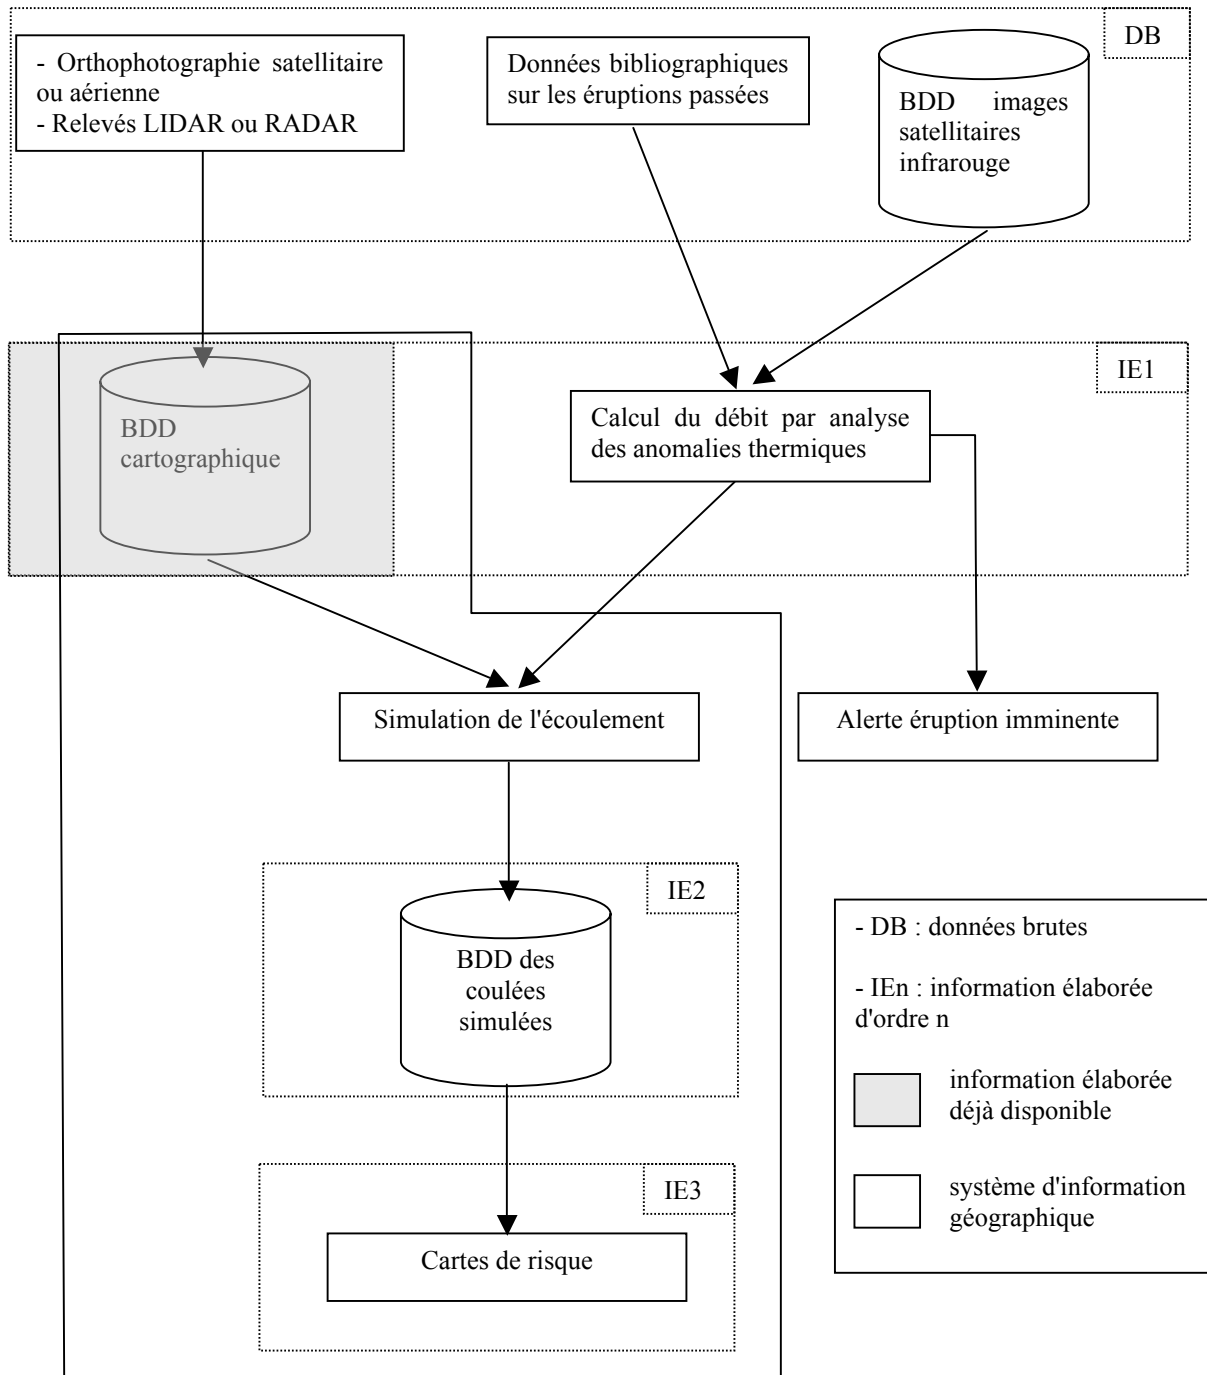 DB
- Orthophotographie satellitaire
ou aérienne
- Relevés LIDAR ou RADAR
Données bibliographiques
sur les éruptions passées
BDD images
satellitaires
infrarouge
IE1
BDD
cartographique
Calcul du débit par analyse
des anomalies thermiques
Simulation de l'écoulement
Alerte éruption imminente
IE2
BDD des
coulées
simulées
IE3
Cartes de risque
- DB : données brutes
- IEn : information élaborée
d'ordre n
information élaborée
déjà disponible
système d'information
géographique